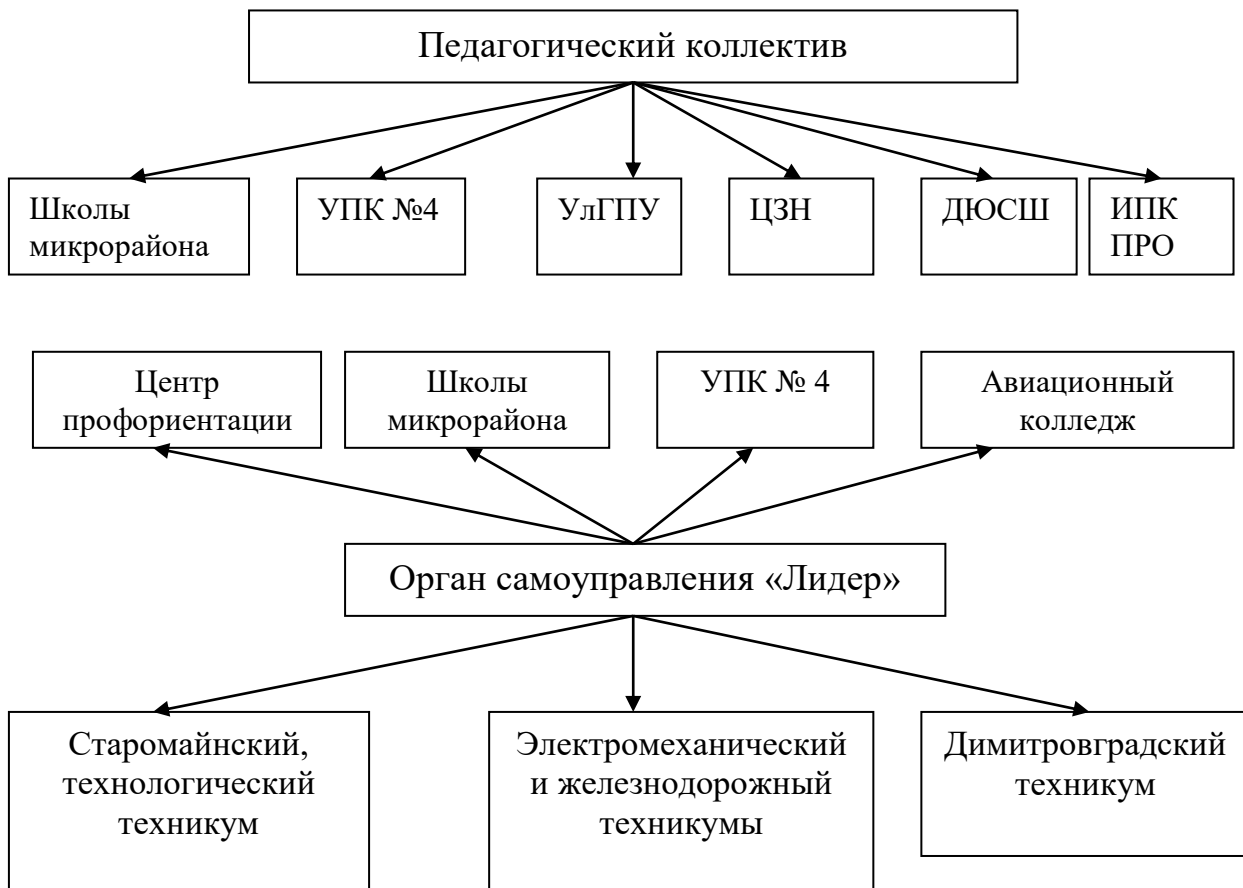 Педагогический коллектив
Школы
микрорайона
УПК №4
УлГПУ
ЦЗН
ДЮСШ
ИПК
ПРО
Центр
профориентации
Школы
микрорайона
УПК № 4
Авиационный
колледж
Орган самоуправления «Лидер»
Старомайнский,
технологический
техникум
Электромеханический
и железнодорожный
техникумы
Димитровградский
техникум